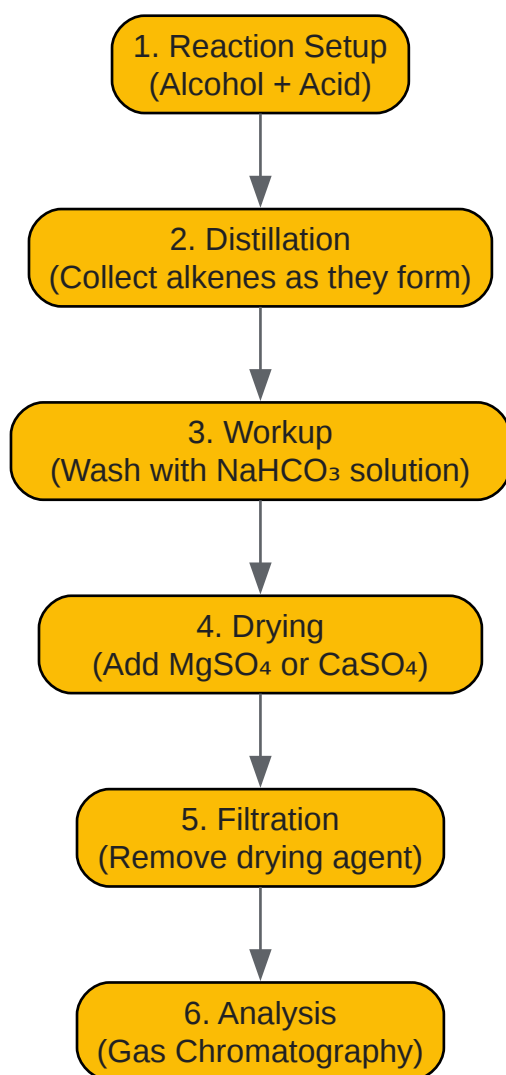 1. Reaction Setup
(Alcohol + Acid)
2. Distillation
(Collect alkenes as they form)
3. Workup
(Wash with NaHCO₃ solution)
4. Drying
(Add MgSO₄ or CaSO₄)
5. Filtration
(Remove drying agent)
6. Analysis
(Gas Chromatography)